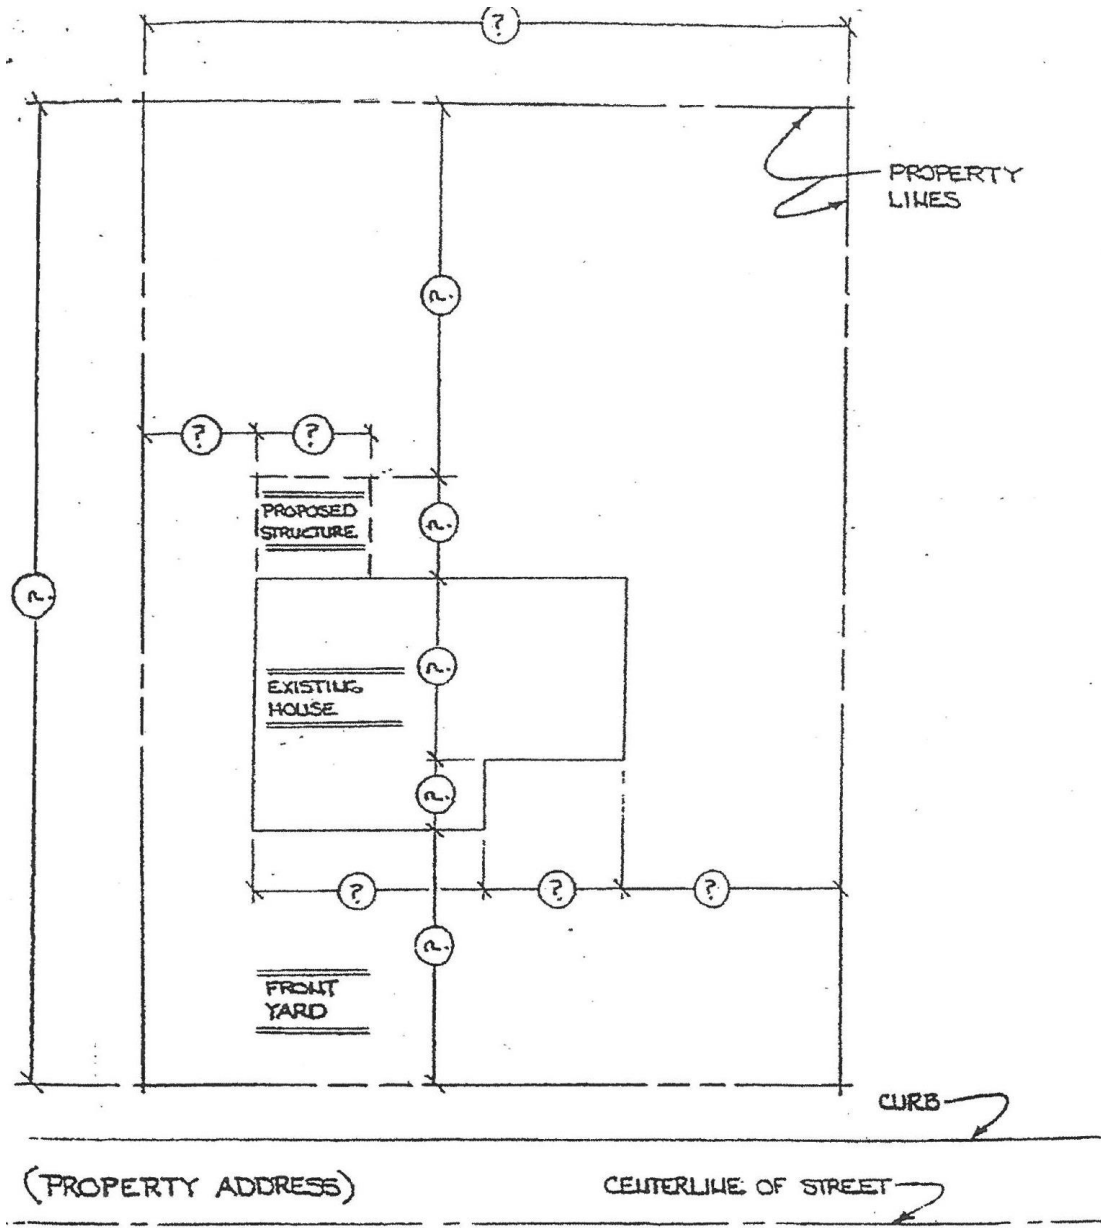 ?
PROPERTY
LINES
?
? ?
PROPOSED
STRUCTURE
?
?
?
EXISTING
HOUSE
?
? ? ?
?
FRONT
YARD
CURB
(PROPERTY ADDRESS)
CENTERLINE OF STREET